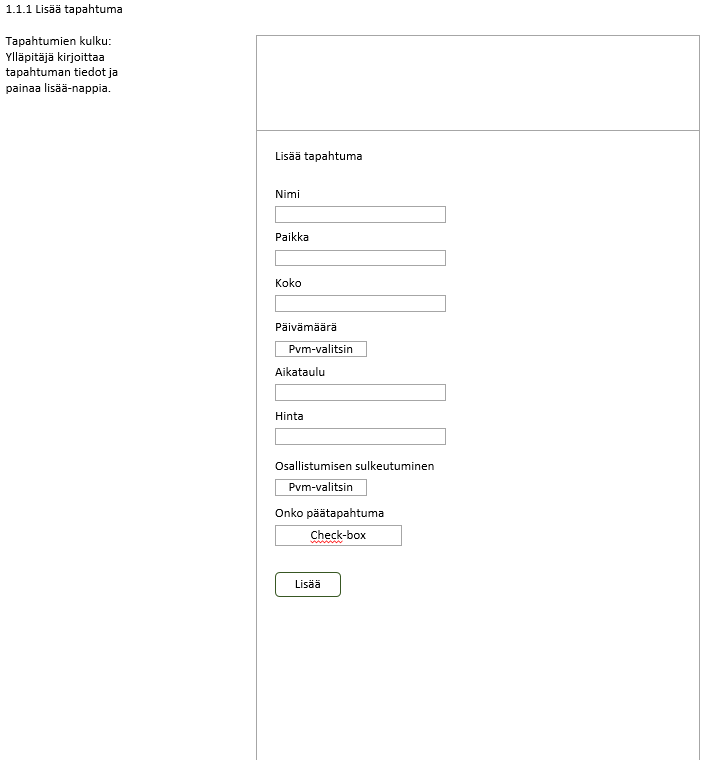 1.1.1 Lisää tapahtuma
Tapahtumien kulku:
Ylläpitäjä kirjoittaa
tapahtuman tiedot ja
painaa lisää-nappia.
Lisää tapahtuma
Nimi
Paikka
Koko
Päivämäärä
Pvm-valitsin
Aikataulu
Hinta
Osallistumisen sulkeutuminen
Pvm-valitsin
Onko päätapahtuma
Check-box
Lisää